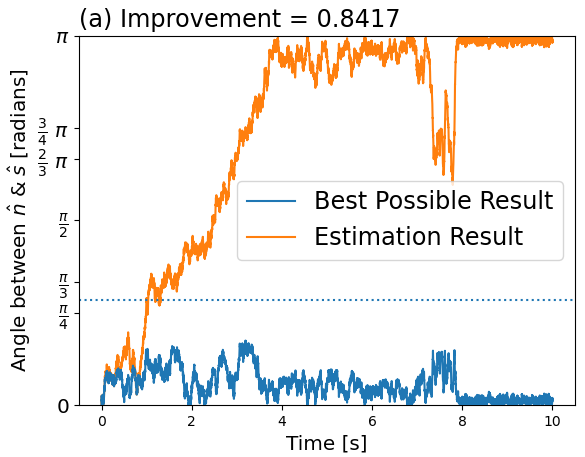 (a) Improvement = 0.8417
Angle between n̂ & ŝ [radians]
π
3/4 π
2/3 π
π/2
π/3
π/4
0
Best Possible Result
Estimation Result
0 2 4 6 8 10
Time [s]